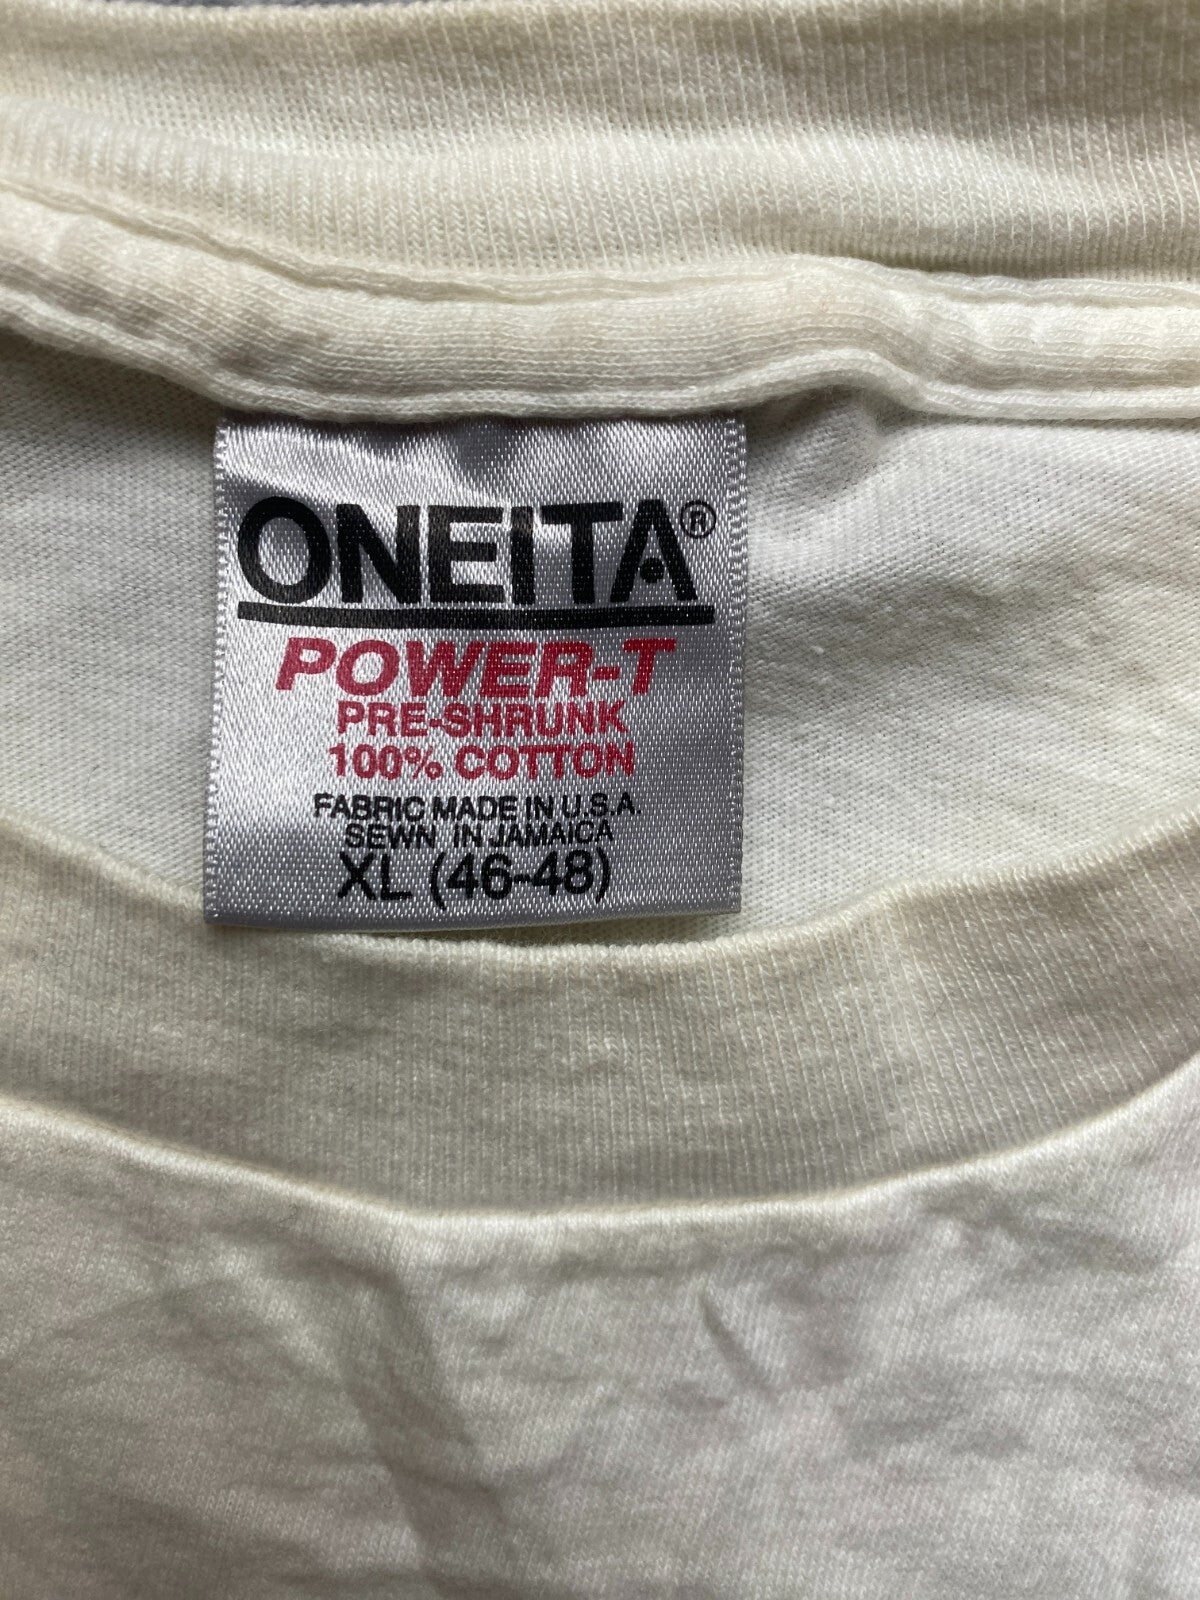 ONEITA®
POWER-T
PRE-SHRUNK
100% COTTON
FABRIC MADE IN U.S.A.
SEWN IN JAMAICA
XL (46-48)